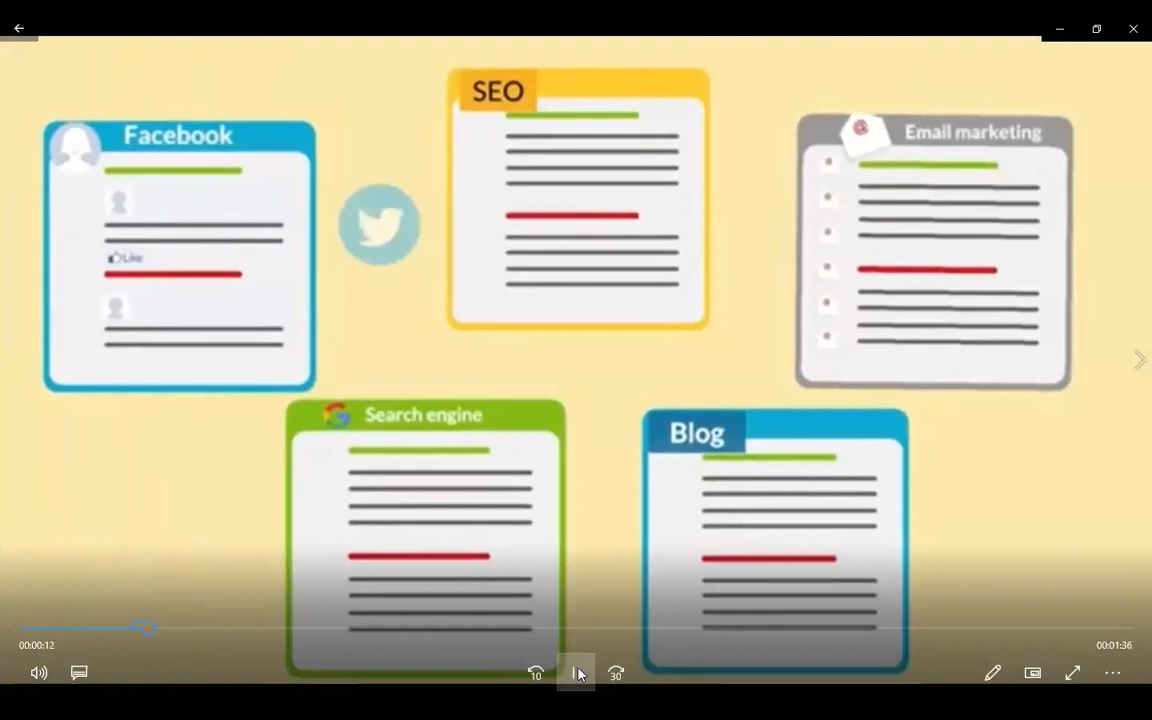 SEO
Facebook
Email marketing
Like
Search engine
Blog
00:00:12
00:01:36
10
30